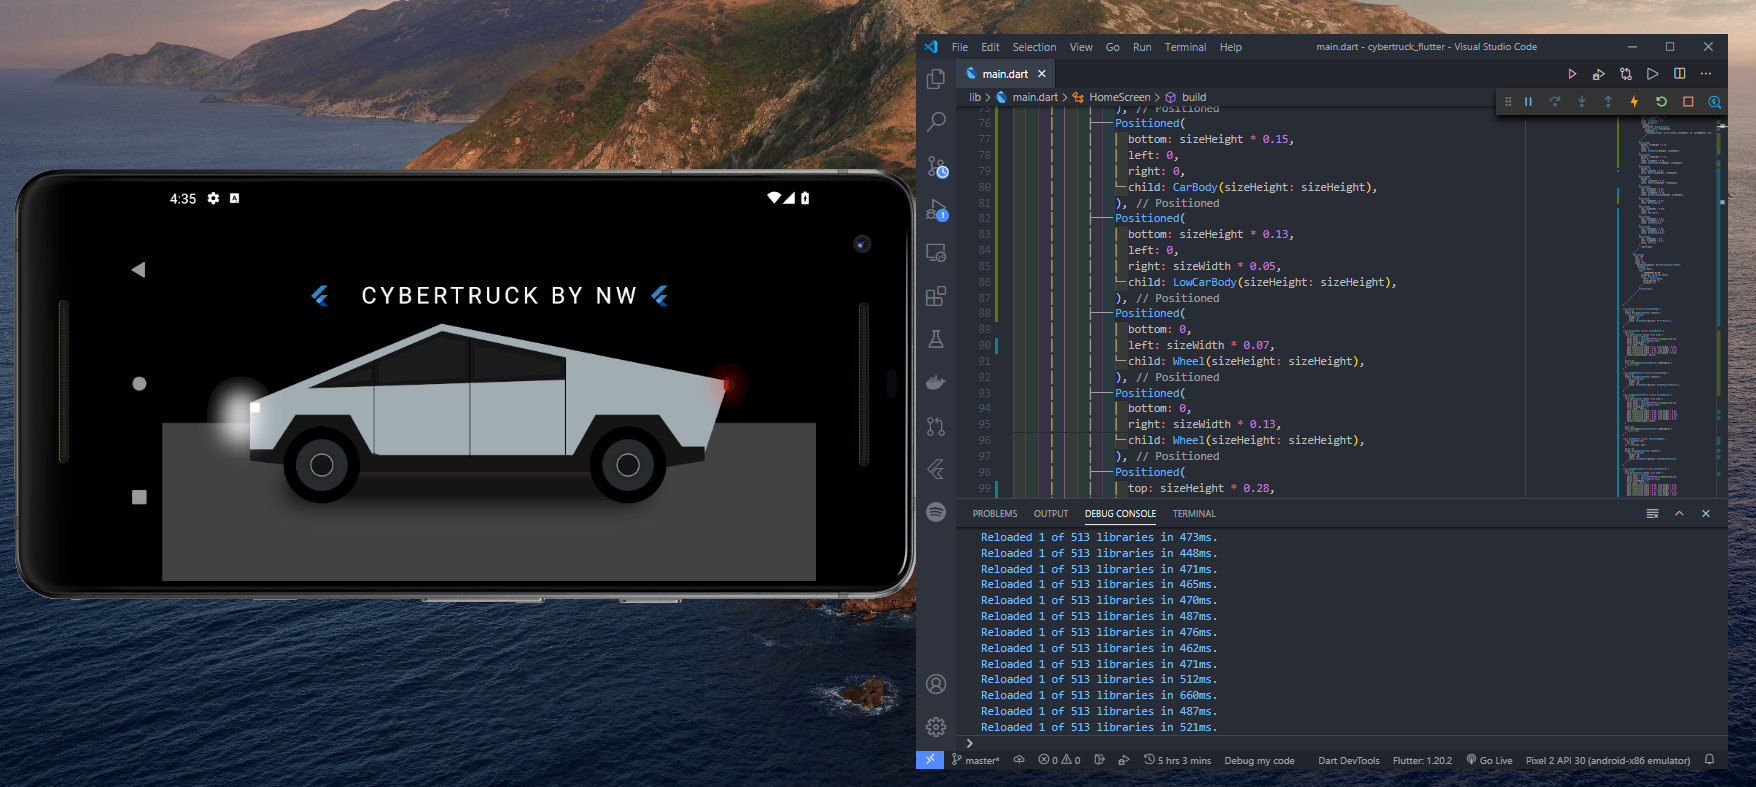 4:35
A
CYBERTRUCK BY NW
File Edit Selection View Go Run Terminal Help
main.dart - cybertruck_flutter - Visual Studio Code
main.dart
lib > main.dart > HomeScreen > build
75 ), // Positioned
76 Positioned(
77 bottom: sizeHeight * 0.15,
78 left: 0,
79 right: 0,
80 child: CarBody(sizeHeight: sizeHeight),
81 ), // Positioned
82 Positioned(
83 bottom: sizeHeight * 0.13,
84 left: 0,
85 right: sizeWidth * 0.05,
86 child: LowCarBody(sizeHeight: sizeHeight),
87 ), // Positioned
88 Positioned(
89 bottom: 0,
90 left: sizeWidth * 0.07,
91 child: Wheel(sizeHeight: sizeHeight),
92 ), // Positioned
93 Positioned(
94 bottom: 0,
95 right: sizeWidth * 0.13,
96 child: Wheel(sizeHeight: sizeHeight),
97 ), // Positioned
98 Positioned(
99 top: sizeHeight * 0.28,
1
PROBLEMS OUTPUT DEBUG CONSOLE TERMINAL
Reloaded 1 of 513 libraries in 473ms.
Reloaded 1 of 513 libraries in 448ms.
Reloaded 1 of 513 libraries in 471ms.
Reloaded 1 of 513 libraries in 465ms.
Reloaded 1 of 513 libraries in 470ms.
Reloaded 1 of 513 libraries in 487ms.
Reloaded 1 of 513 libraries in 476ms.
Reloaded 1 of 513 libraries in 462ms.
Reloaded 1 of 513 libraries in 471ms.
Reloaded 1 of 513 libraries in 512ms.
Reloaded 1 of 513 libraries in 660ms.
Reloaded 1 of 513 libraries in 487ms.
Reloaded 1 of 513 libraries in 521ms.
>
master* 0 0 5 hrs 3 mins Debug my code Dart DevTools Flutter: 1.20.2 Go Live Pixel 2 API 30 (android-x86 emulator)